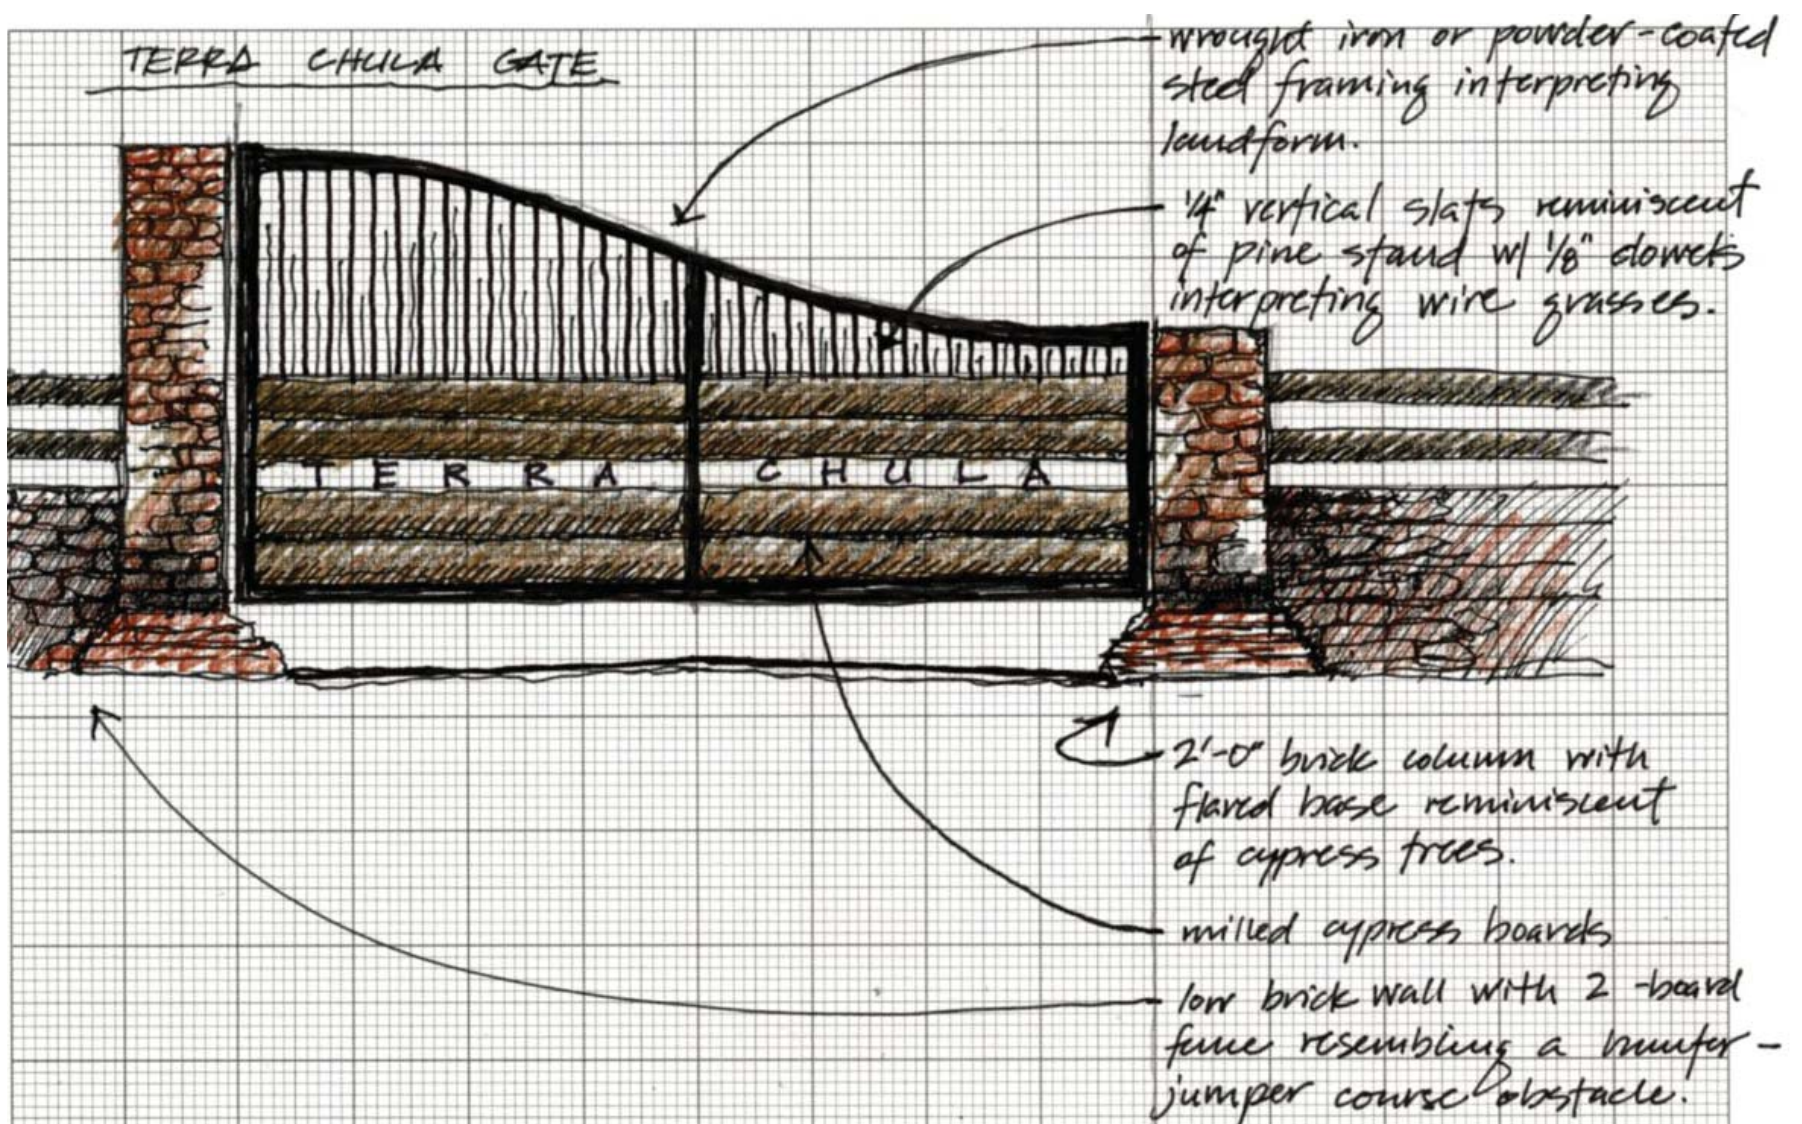 TERRA CHULA GATE
wrought iron or powder-coated
steel framing interpreting
landform.
1/4" vertical slats reminiscent
of pine stand w/ 1/8" dowels
interpreting wire grasses.
TERRA CHULA
2'-0" brick column with
flared base reminiscent
of cypress trees.
milled cypress boards
low brick wall with 2-board
fence resembling a hunter-
jumper course obstacle.